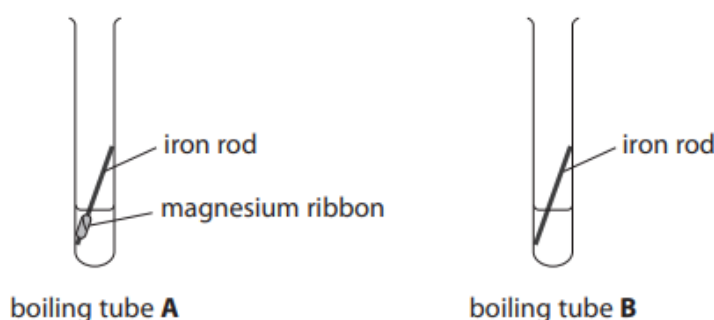 iron rod
magnesium ribbon
boiling tube A
iron rod
boiling tube B